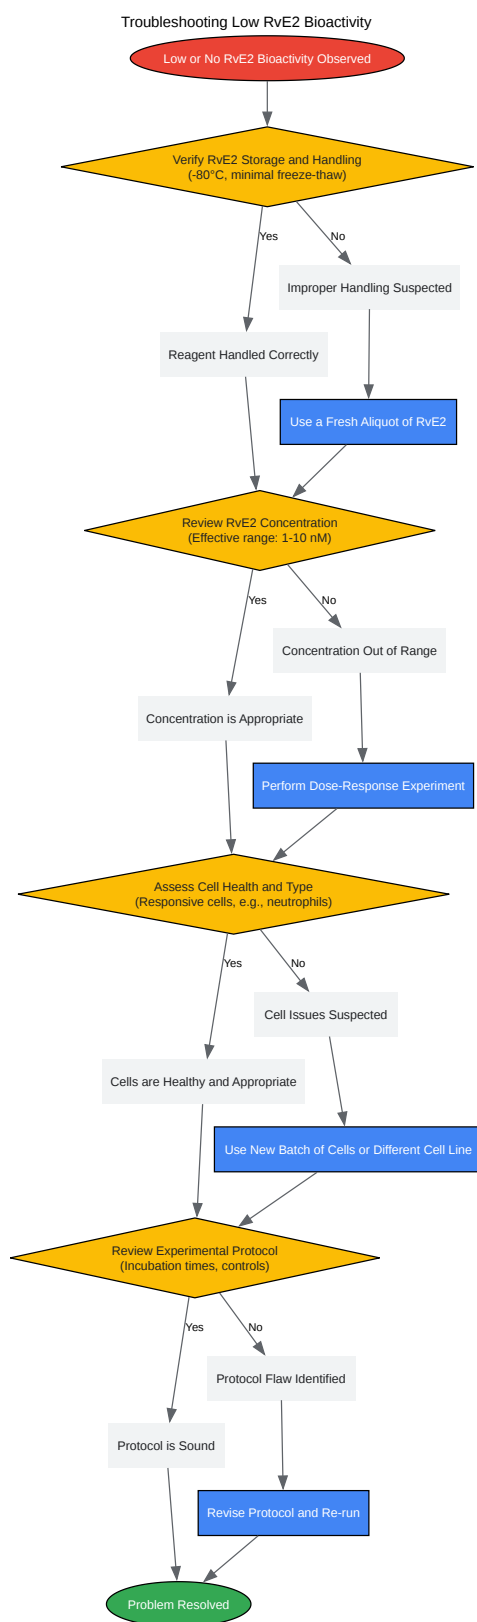 Troubleshooting Low RvE2 Bioactivity
Low or No RvE2 Bioactivity Observed
Verify RvE2 Storage and Handling
(-80°C, minimal freeze-thaw)
Yes
No
Improper Handling Suspected
Reagent Handled Correctly
Use a Fresh Aliquot of RvE2
Review RvE2 Concentration
(Effective range: 1-10 nM)
Yes
No
Concentration Out of Range
Concentration is Appropriate
Perform Dose-Response Experiment
Assess Cell Health and Type
(Responsive cells, e.g., neutrophils)
Yes
No
Cell Issues Suspected
Cells are Healthy and Appropriate
Use New Batch of Cells or Different Cell Line
Review Experimental Protocol
(Incubation times, controls)
Yes
No
Protocol Flaw Identified
Protocol is Sound
Revise Protocol and Re-run
Problem Resolved